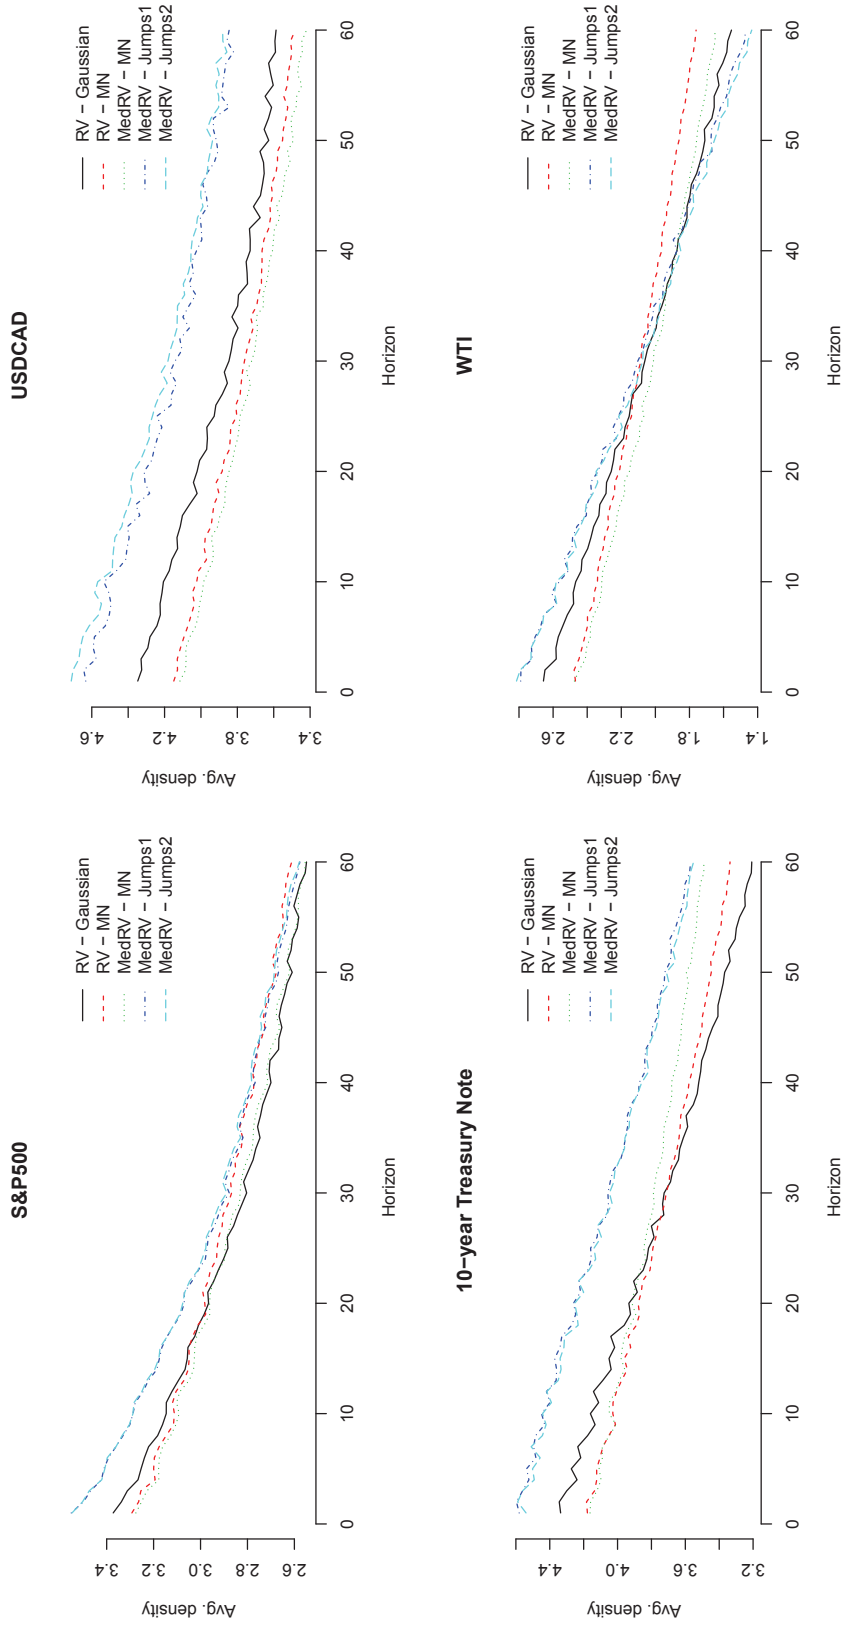 S&P500
Avg. density
3.4
3.2
3.0
2.8
2.6
RV − Gaussian
RV − MN
MedRV − MN
MedRV − Jumps1
MedRV − Jumps2
0 10 20 30 40 50 60
Horizon
USDCAD
Avg. density
4.6
4.2
3.8
3.4
RV − Gaussian
RV − MN
MedRV − MN
MedRV − Jumps1
MedRV − Jumps2
0 10 20 30 40 50 60
Horizon
10−year Treasury Note
Avg. density
4.4
4.0
3.6
3.2
RV − Gaussian
RV − MN
MedRV − MN
MedRV − Jumps1
MedRV − Jumps2
0 10 20 30 40 50 60
Horizon
WTI
Avg. density
2.6
2.2
1.8
1.4
RV − Gaussian
RV − MN
MedRV − MN
MedRV − Jumps1
MedRV − Jumps2
0 10 20 30 40 50 60
Horizon